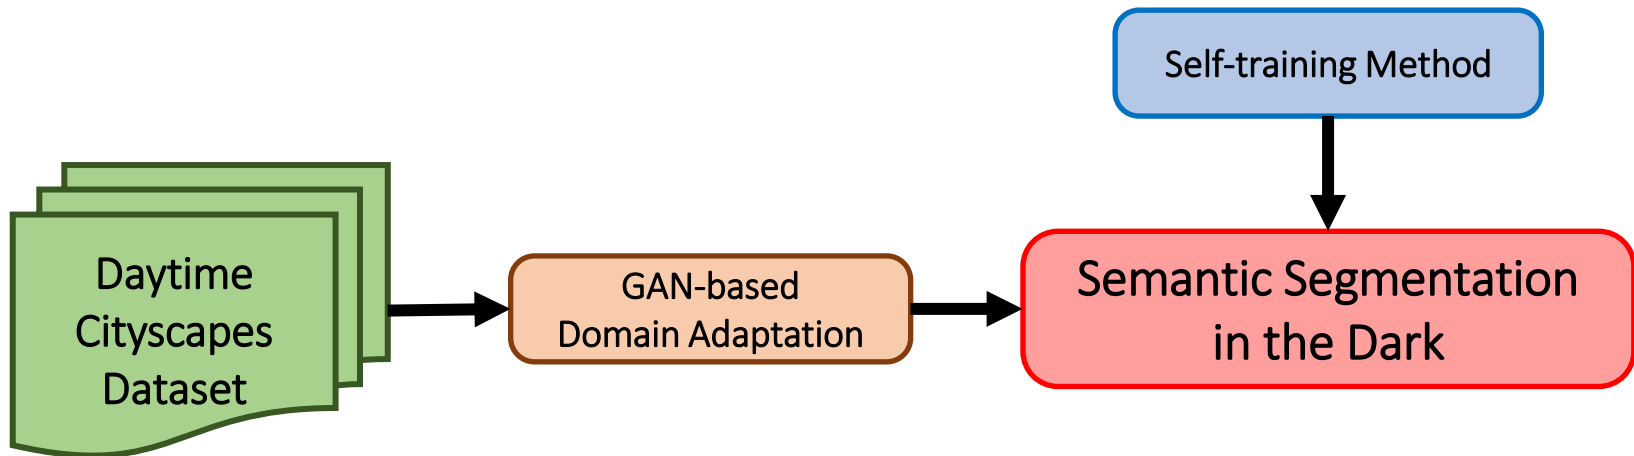 Self-training Method
Daytime
Cityscapes
Dataset
GAN-based
Domain Adaptation
Semantic Segmentation
in the Dark